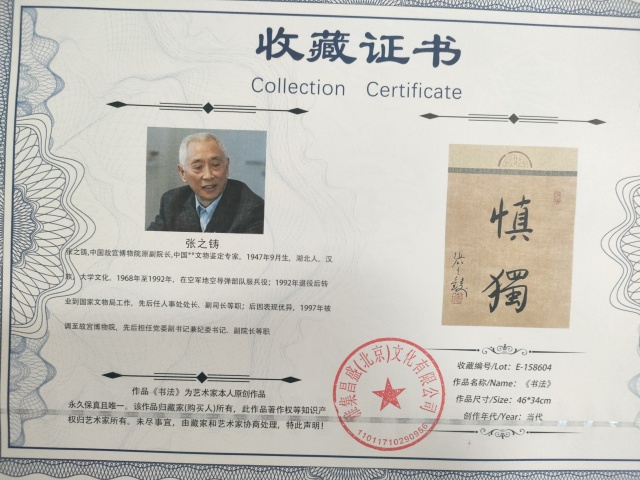 收藏证书
Collection Certificate
张之铸
张之铸,中国故宫博物院原副院长,中国**文物鉴定专家，1947年9月生，湖北人，汉
族，大学文化，1968年至1992年，在空军地空导弹部队服兵役；1992年退役后转
业到国家文物局工作，先后任人事处处长、副司长等职；后因表现优异，1997年被
调至故宫博物院，先后担任党委副书记兼纪委书记、副院长等职
作品《书法》为艺术家本人原创作品
永久保真且唯一，该作品归藏家(购买人)所有，此作品著作权等知识产
权归艺术家所有，未尽事宜，由藏家和艺术家协商处理，特此声明！
慎
獨
收藏编号/Lot：E-158604
作品名称/Name：《书法》
作品尺寸/Size：46*34cm
创作年代/Year：当代
集昌盛(北京)文化有限公司